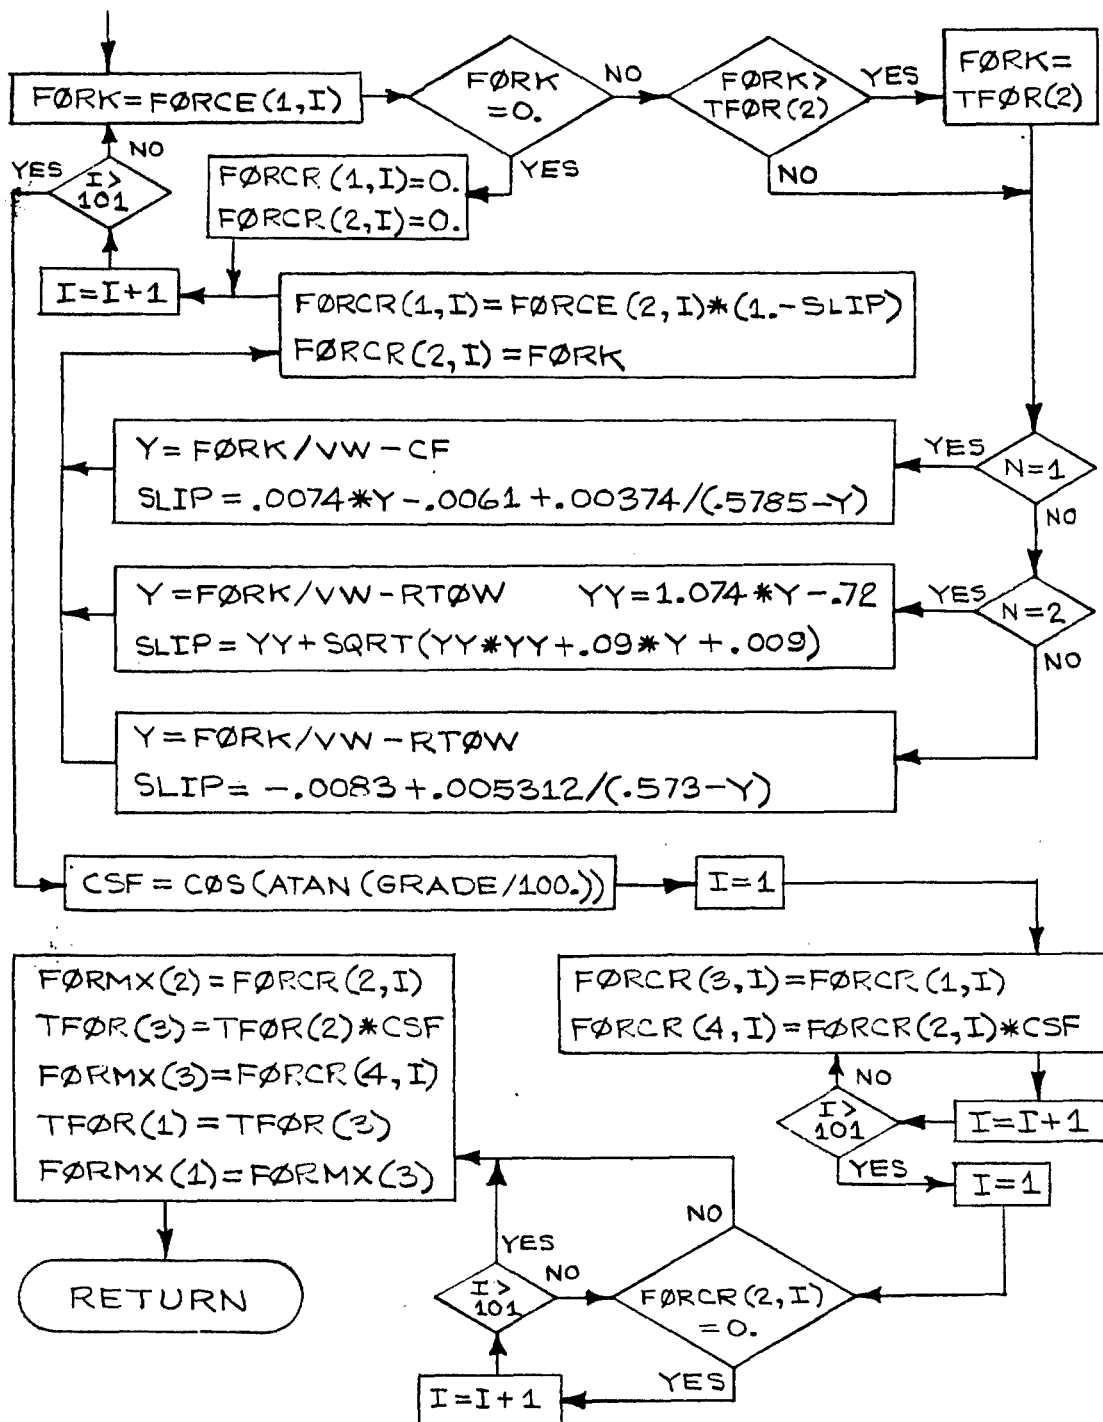 FØRK=FØRCE(1,I)
FØRK
=0.
NO
YES
FØRK>
TFØR(2)
YES
NO
FØRK=
TFØR(2)
YES
NO
I>
101
FØRCR(1,I)=0.
FØRCR(2,I)=0.
I=I+1
FØRCR(1,I)=FØRCE(2,I)*(1.-SLIP)
FØRCR(2,I)=FØRK
Y=FØRK/VW-CF
SLIP=.0074*Y-.0061+.00374/(.5785-Y)
YES
N=1
NO
Y=FØRK/VW-RTØW YY=1.074*Y-.72
SLIP=YY+SQRT(YY*YY+.09*Y+.009)
YES
N=2
NO
Y=FØRK/VW-RTØW
SLIP=-.0083+.005312/(.573-Y)
CSF=CØS(ATAN(GRADE/100.))
I=1
FØRCR(3,I)=FØRCR(1,I)
FØRCR(4,I)=FØRCR(2,I)*CSF
NO
I>
101
YES
I=I+1
I=1
FØRMX(2)=FØRCR(2,I)
TFØR(3)=TFØR(2)*CSF
FØRMX(3)=FØRCR(4,I)
TFØR(1)=TFØR(3)
FØRMX(1)=FØRMX(3)
RETURN
YES
I>
101
NO
NO
FØRCR(2,I)
=0.
YES
I=I+1